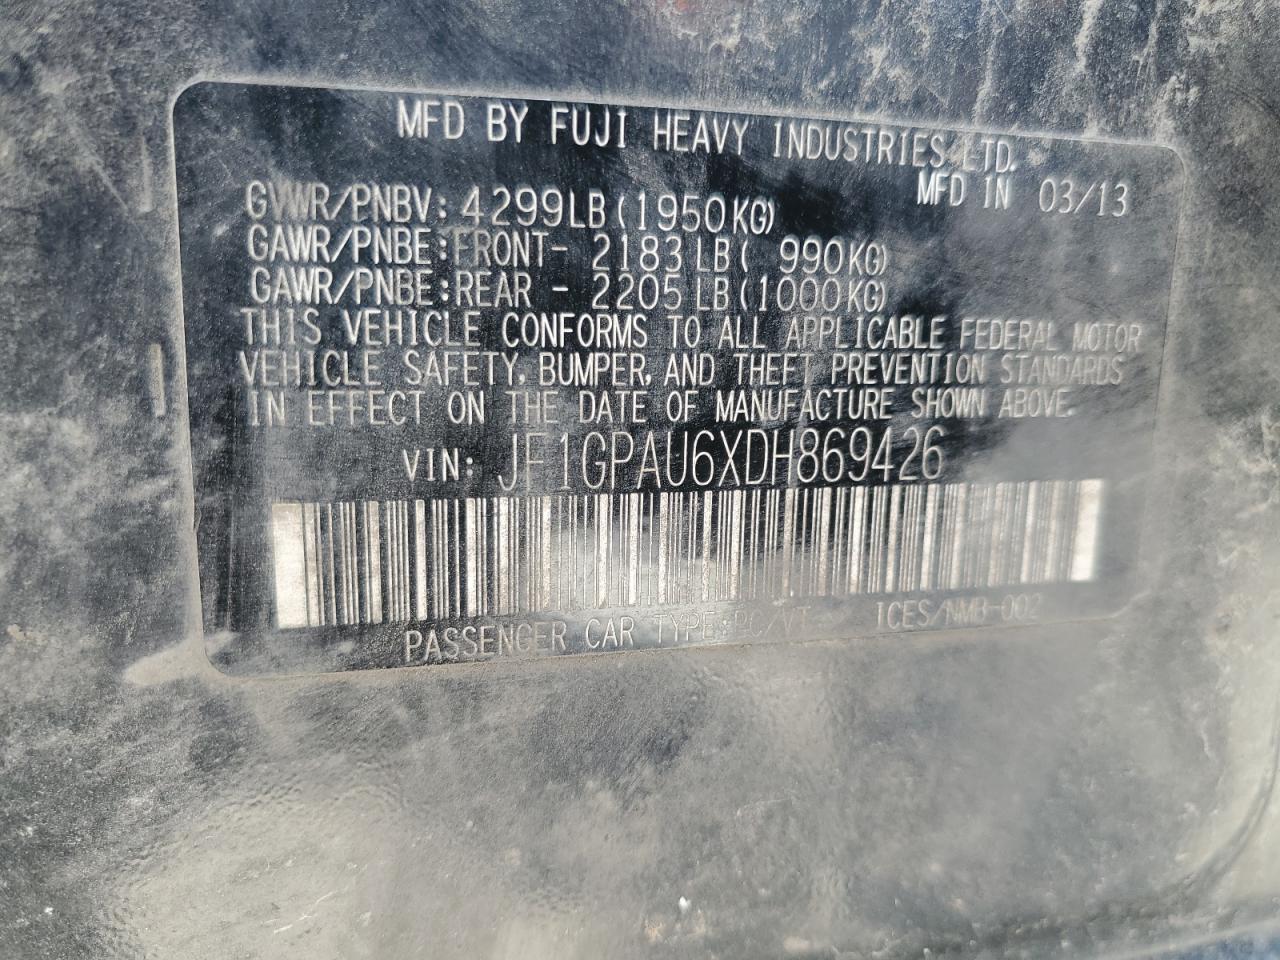 MFD BY FUJI HEAVY INDUSTRIES LTD.
MFD IN 03/13
GVWR/PNBV: 4299LB(1950KG)
GAWR/PNBE:FRONT- 2183LB( 990KG)
GAWR/PNBE:REAR - 2205LB(1000KG)
THIS VEHICLE CONFORMS TO ALL APPLICABLE FEDERAL MOTOR
VEHICLE SAFETY, BUMPER, AND THEFT PREVENTION STANDARDS
IN EFFECT ON THE DATE OF MANUFACTURE SHOWN ABOVE.
VIN: JF1GPAU6XDH869426
PASSENGER CAR TYPE: ICES/NMB-002